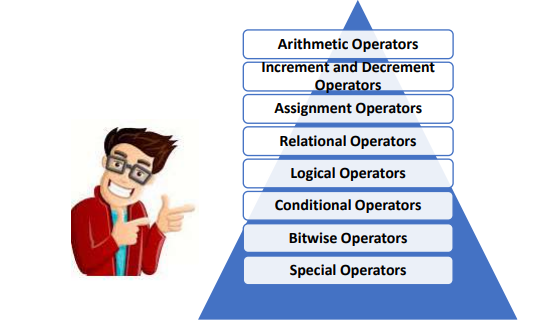 Arithmetic Operators
Increment and Decrement
Operators
Assignment Operators
Relational Operators
Logical Operators
Conditional Operators
Bitwise Operators
Special Operators